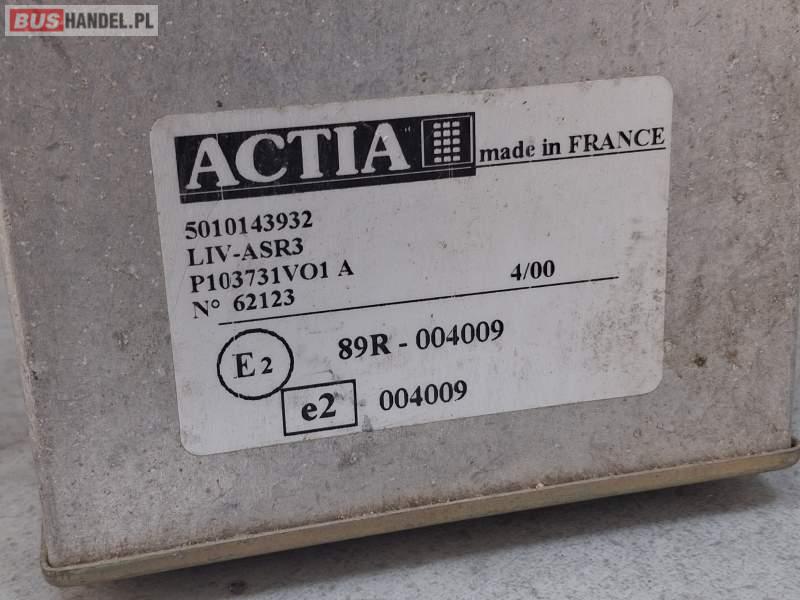 BUSHANDEL.PL
ACTIA made in FRANCE
5010143932
LIV-ASR3
P103731VO1 A 4/00
N° 62123
E2 89R - 004009
e2 004009